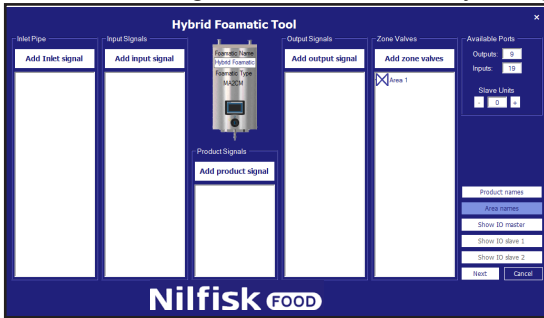 Hybrid Foamatic Tool
×
Inlet Pipe
Add Inlet signal
Input Signals
Add input signal
Foamatic Name
Hybrid Foamatic
Foamatic Type
MA2CM
Product Signals
Add product signal
Output Signals
Add output signal
Zone Valves
Add zone valves
Area 1
Available Ports
Outputs: 9
Inputs: 19
Slave Units
- 0 +
Product names
Area names
Show IO master
Show IO slave 1
Show IO slave 2
Next Cancel
Nilfisk FOOD